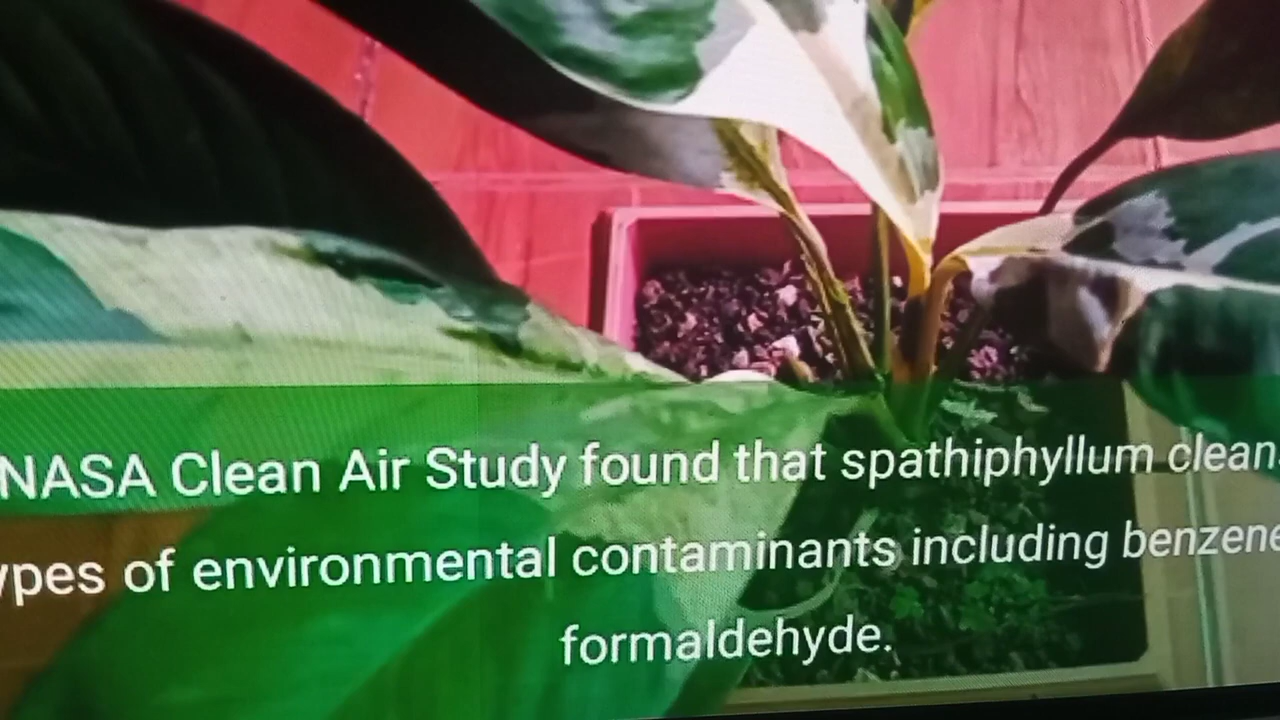 NASA Clean Air Study found that spathiphyllum
of environmental contaminants including
formaldehyde.